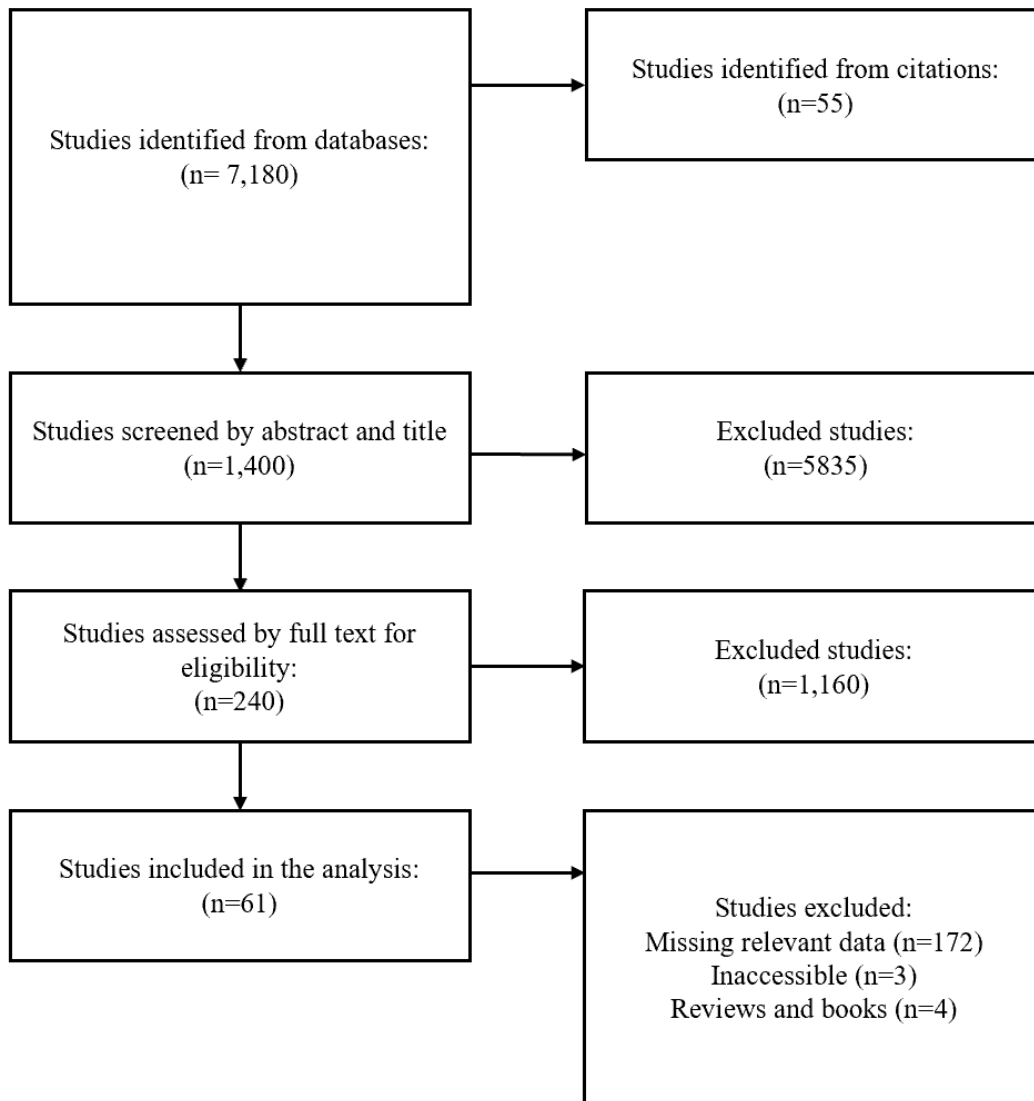 Studies identified from databases:
(n= 7,180)
Studies identified from citations:
(n=55)
Studies screened by abstract and title
(n=1,400)
Excluded studies:
(n=5835)
Studies assessed by full text for
eligibility:
(n=240)
Excluded studies:
(n=1,160)
Studies included in the analysis:
(n=61)
Studies excluded:
Missing relevant data (n=172)
Inaccessible (n=3)
Reviews and books (n=4)